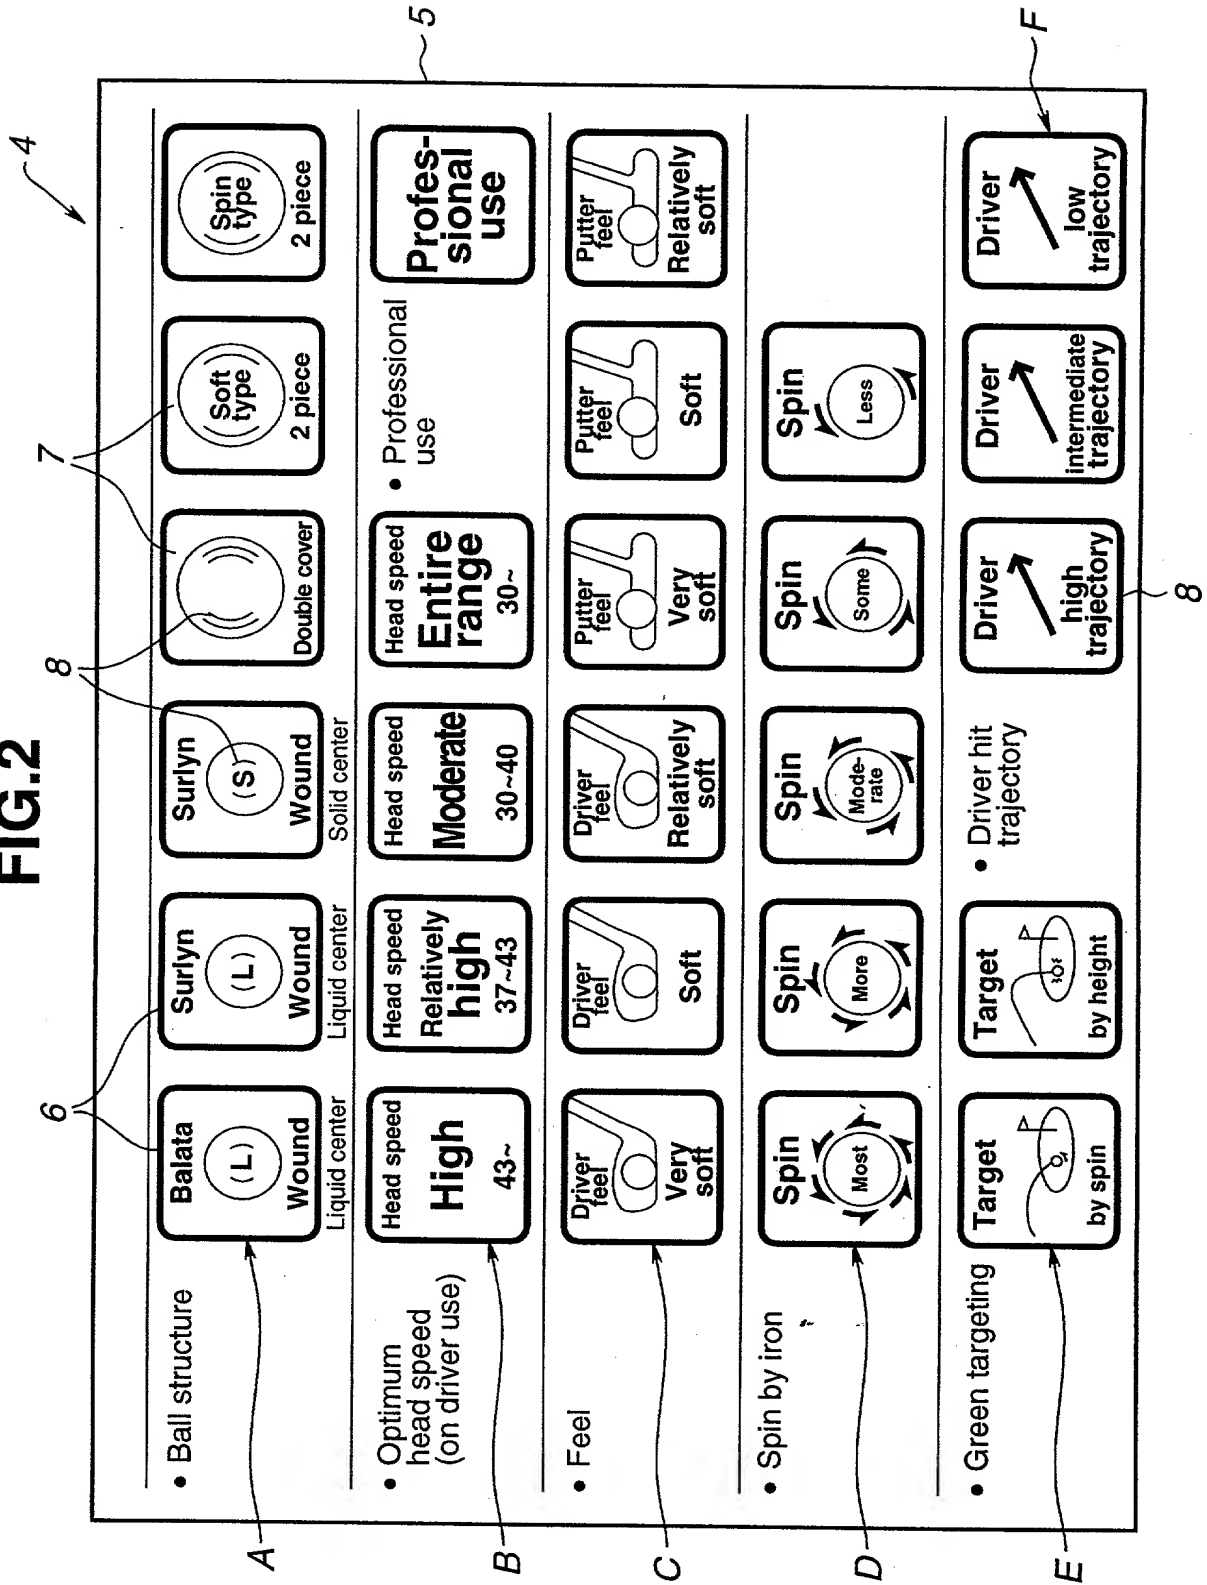 FIG.2
4
5
7
8
6
• Ball structure
Balata
(L)
Wound
Liquid center
Surlyn
(L)
Wound
Liquid center
Surlyn
(S)
Wound
Solid center
Double cover
Soft
type
2 piece
Spin
type
2 piece
A
• Optimum
head speed
(on driver use)
Head speed
High
43~
Head speed
Relatively
high
37~43
Head speed
Moderate
30~40
Head speed
Entire
range
30~
• Professional
use
Profes-
sional
use
B
• Feel
Driver
feel
Very
soft
Driver
feel
Soft
Driver
feel
Relatively
soft
Putter
feel
Very
soft
Putter
feel
Soft
Putter
feel
Relatively
soft
C
• Spin by iron
Spin
Most
Spin
More
Spin
Mode-
rate
Spin
Some
Spin
Less
D
• Green targeting
Target
by spin
Target
by height
• Driver hit
trajectory
Driver
high
trajectory
Driver
intermediate
trajectory
Driver
low
trajectory
E
8
F